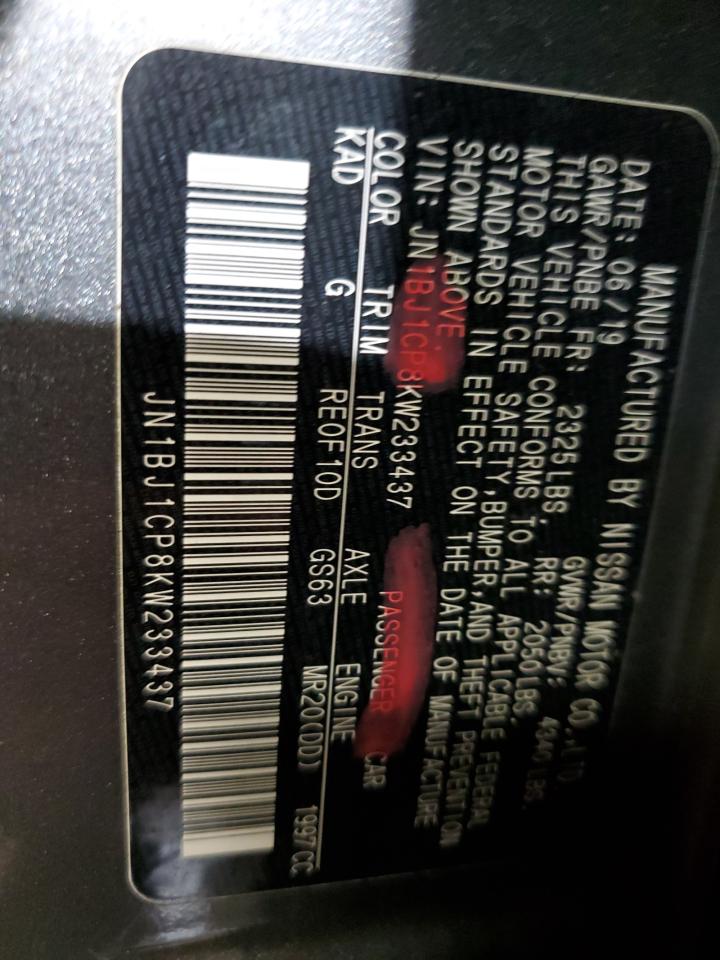 MANUFACTURED BY NISSAN MOTOR CO.,LTD.
DATE: 06/19 GVWR/PNBV: 4340 LBS.
GAWR/PNBE FR: 2325LBS. RR: 2050LBS.
THIS VEHICLE CONFORMS TO ALL APPLICABLE FEDERAL
MOTOR VEHICLE SAFETY,BUMPER,AND THEFT PREVENTION
STANDARDS IN EFFECT ON THE DATE OF MANUFACTURE
SHOWN ABOVE.
VIN: JN1BJ1CP8KW233437 PASSENGER CAR
COLOR TRIM TRANS AXLE ENGINE
KAD G REOF10D GS63 MR20(DD) 1997CC
JN1BJ1CP8KW233437